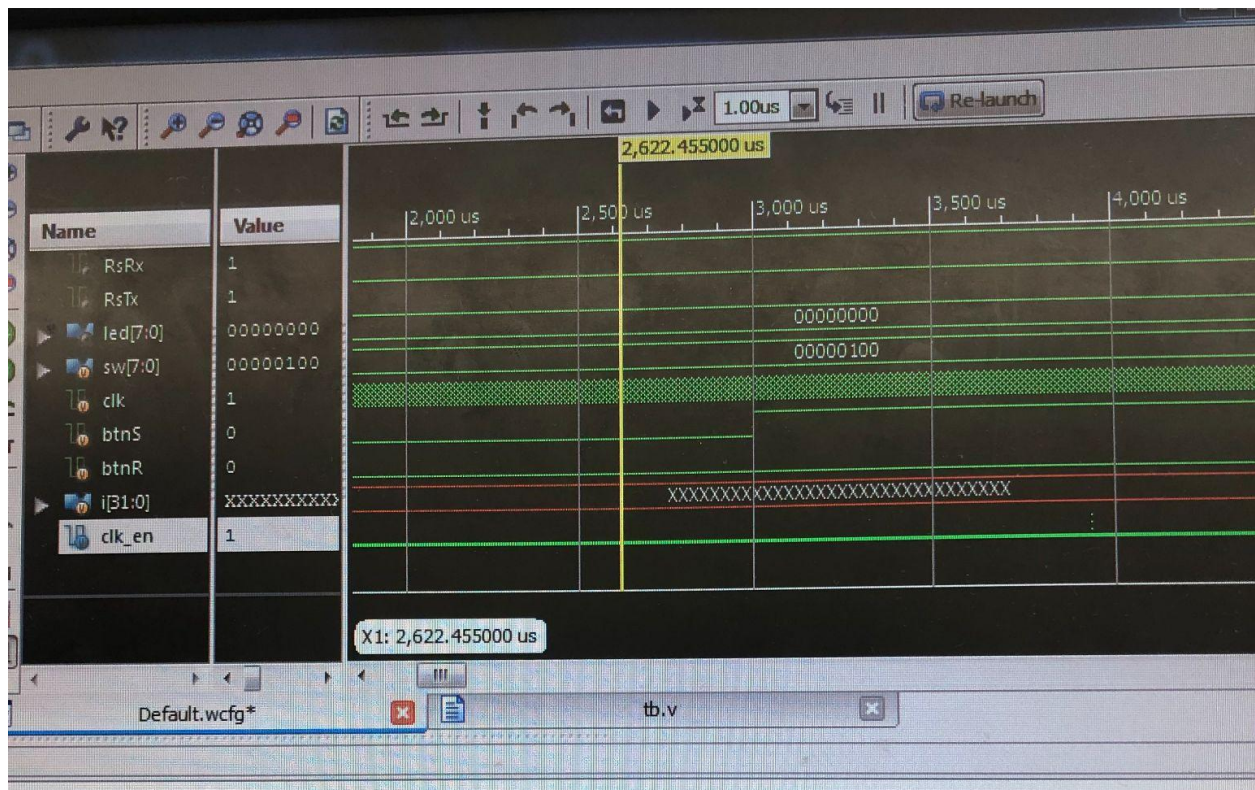 1.00us Re-launch
2,622.455000 us
2,000 us 2,500 us 3,000 us 3,500 us 4,000 us
Name Value
RsRx 1
RsTx 1
led[7:0] 00000000 00000000
sw[7:0] 00000100 00000100
clk 1
btnS 0
btnR 0
i[31:0] XXXXXXXXXX XXXXXXXXXXXXXXXXXXXXXXXXXXXXXXXX
clk_en 1
X1: 2,622.455000 us
Default.wcfg* tb.v